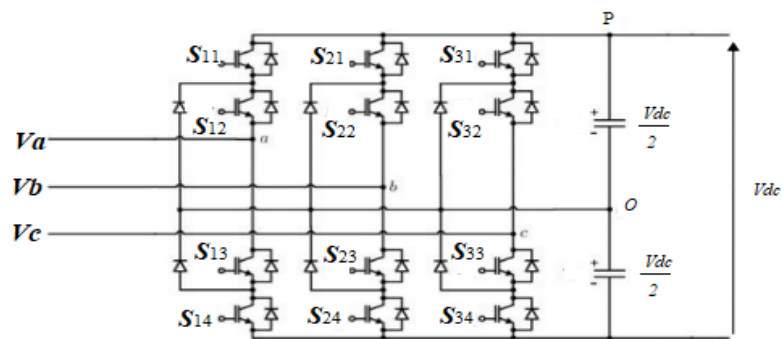 P
S11 S21 S31
S12 S22 S32
+
-
Vdc
2
Va a
Vb b
Vdc
O
Vc c
S13 S23 S33
+
-
Vdc
2
S14 S24 S34